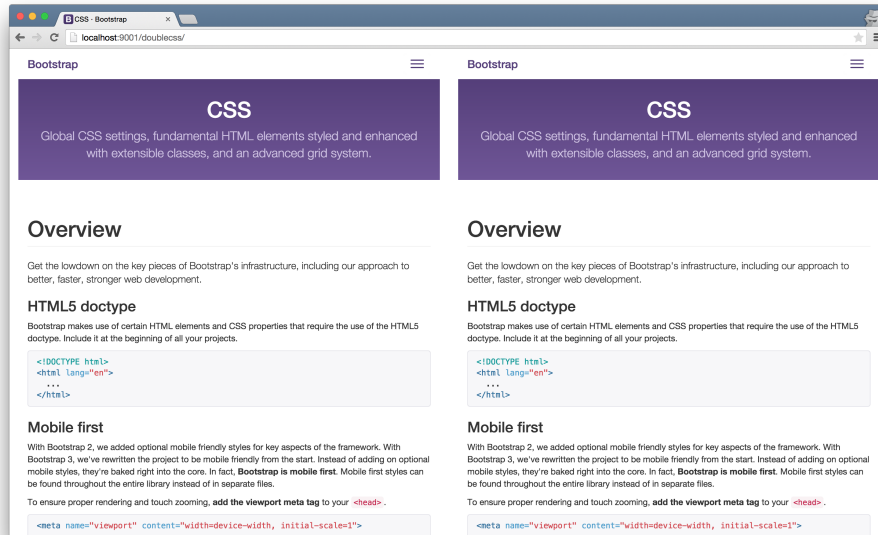 CSS · Bootstrap
localhost:9001/doublecss/
Bootstrap
CSS
Global CSS settings, fundamental HTML elements styled and enhanced
with extensible classes, and an advanced grid system.
Overview
Get the lowdown on the key pieces of Bootstrap's infrastructure, including our approach to
better, faster, stronger web development.
HTML5 doctype
Bootstrap makes use of certain HTML elements and CSS properties that require the use of the HTML5
doctype. Include it at the beginning of all your projects.
<!DOCTYPE html>
<html lang="en">
...
</html>
Mobile first
With Bootstrap 2, we added optional mobile friendly styles for key aspects of the framework. With
Bootstrap 3, we've rewritten the project to be mobile friendly from the start. Instead of adding on optional
mobile styles, they're baked right into the core. In fact, Bootstrap is mobile first. Mobile first styles can
be found throughout the entire library instead of in separate files.
To ensure proper rendering and touch zooming, add the viewport meta tag to your <head>.
<meta name="viewport" content="width=device-width, initial-scale=1">
Bootstrap
CSS
Global CSS settings, fundamental HTML elements styled and enhanced
with extensible classes, and an advanced grid system.
Overview
Get the lowdown on the key pieces of Bootstrap's infrastructure, including our approach to
better, faster, stronger web development.
HTML5 doctype
Bootstrap makes use of certain HTML elements and CSS properties that require the use of the HTML5
doctype. Include it at the beginning of all your projects.
<!DOCTYPE html>
<html lang="en">
...
</html>
Mobile first
With Bootstrap 2, we added optional mobile friendly styles for key aspects of the framework. With
Bootstrap 3, we've rewritten the project to be mobile friendly from the start. Instead of adding on optional
mobile styles, they're baked right into the core. In fact, Bootstrap is mobile first. Mobile first styles can
be found throughout the entire library instead of in separate files.
To ensure proper rendering and touch zooming, add the viewport meta tag to your <head>.
<meta name="viewport" content="width=device-width, initial-scale=1">